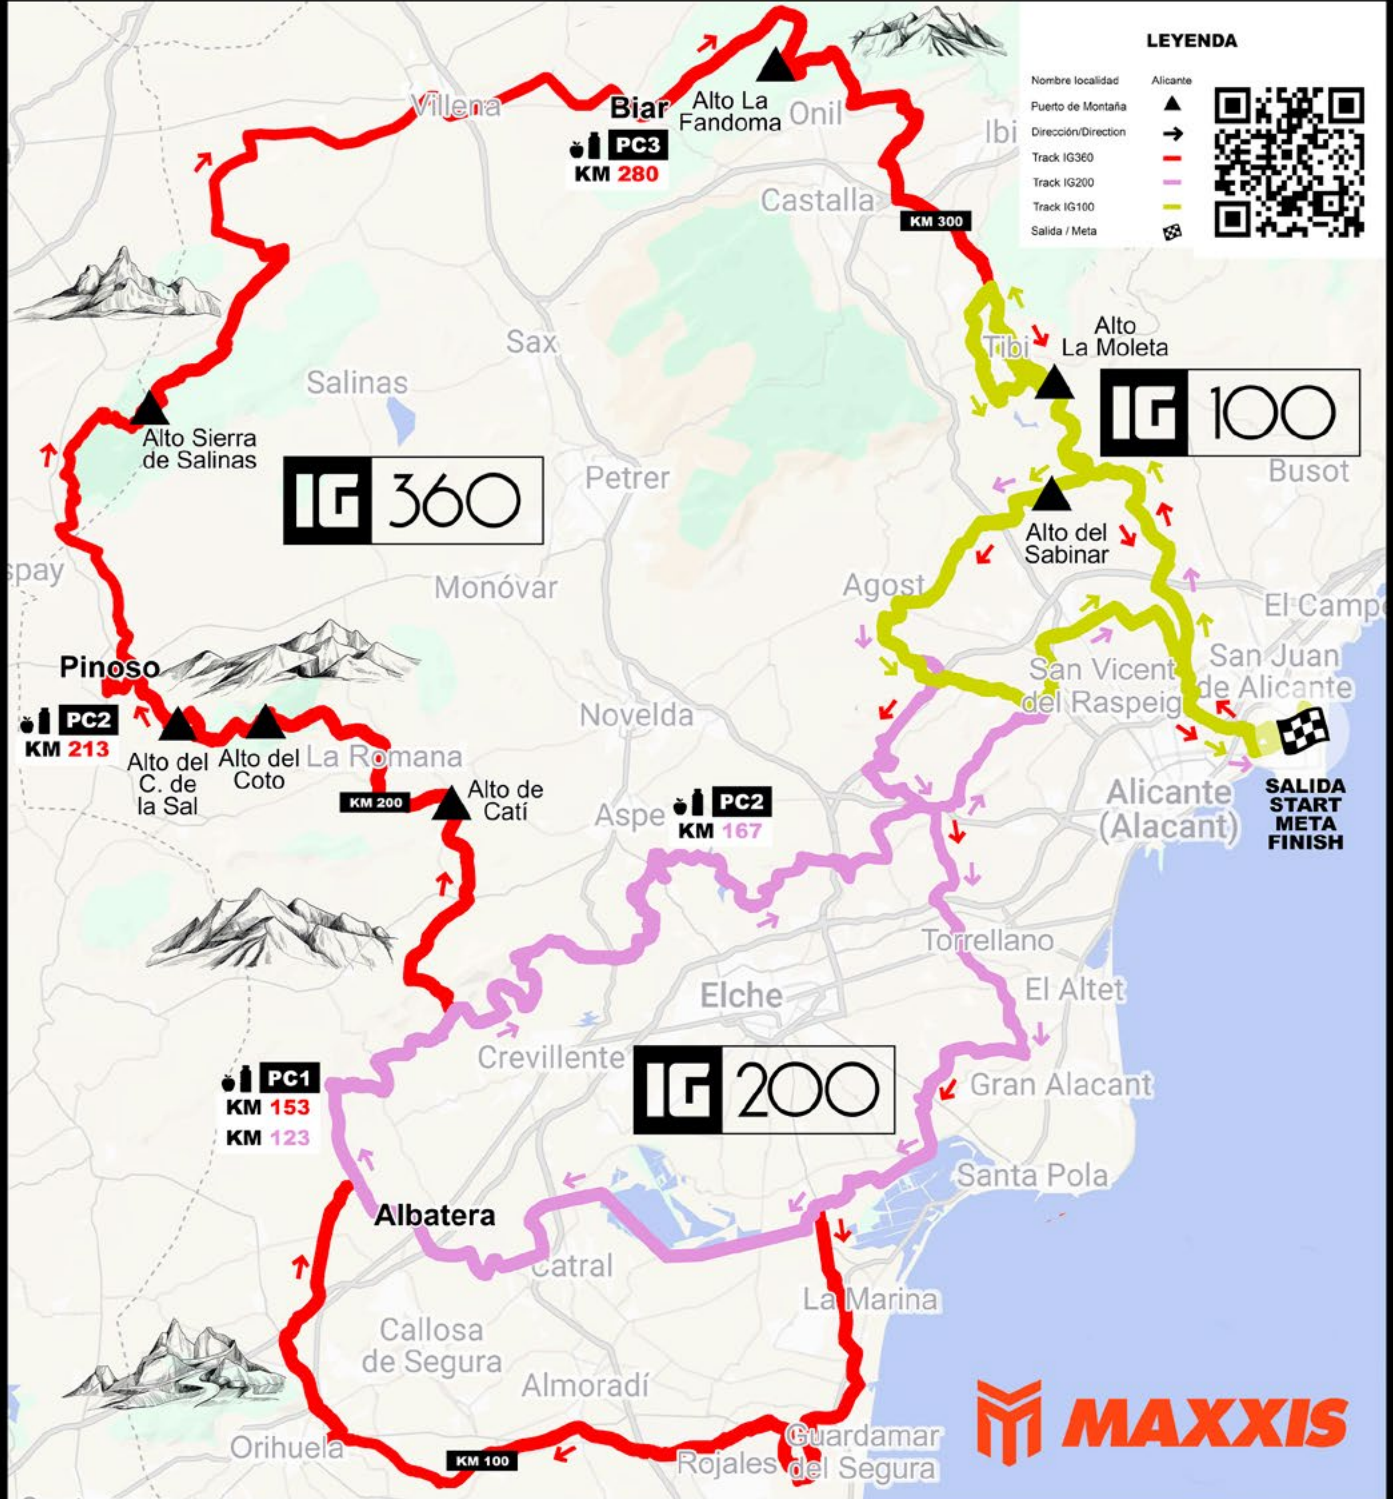 LEYENDA
Nombre localidad Alicante
Puerto de Montaña
Dirección/Direction
Track IG360
Track IG200
Track IG100
Salida / Meta
Villena
Biar
Alto La
Fandoma
Onil
Ibi
PC3
KM 280
Castalla
KM 300
Alto
La Moleta
Tibi
Sax
Salinas
IG 100
Alto Sierra
de Salinas
Busot
Petrer
IG 360
Alto del
Sabinar
spay
Monóvar
Agost
El Campe
Pinoso
San Vicent
del Raspeig
San Juan
de Alicante
PC2
KM 213
Novelda
Alto del
C. de
la Sal
Alto del
Coto
La Romana
KM 200
Alto de
Catí
Aspe
PC2
KM 167
Alicante
(Alacant)
SALIDA
START
META
FINISH
Torrellano
Elche
El Altet
Crevillente
PC1
KM 153
KM 123
IG 200
Gran Alacant
Santa Pola
Albatera
Catral
La Marina
Callosa
de Segura
Almoradí
MAXXIS
Orihuela
KM 100
Rojales
Guardamar
del Segura